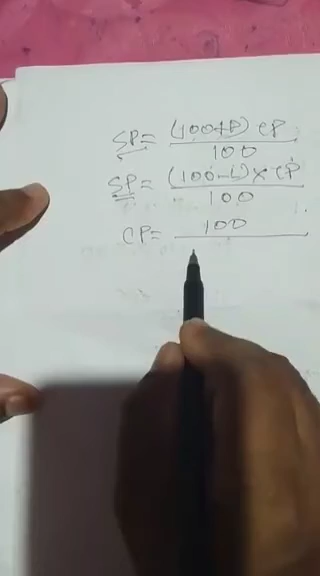 SP = (100+P) CP
100
SP = (100-L) × CP
100
CP = 100